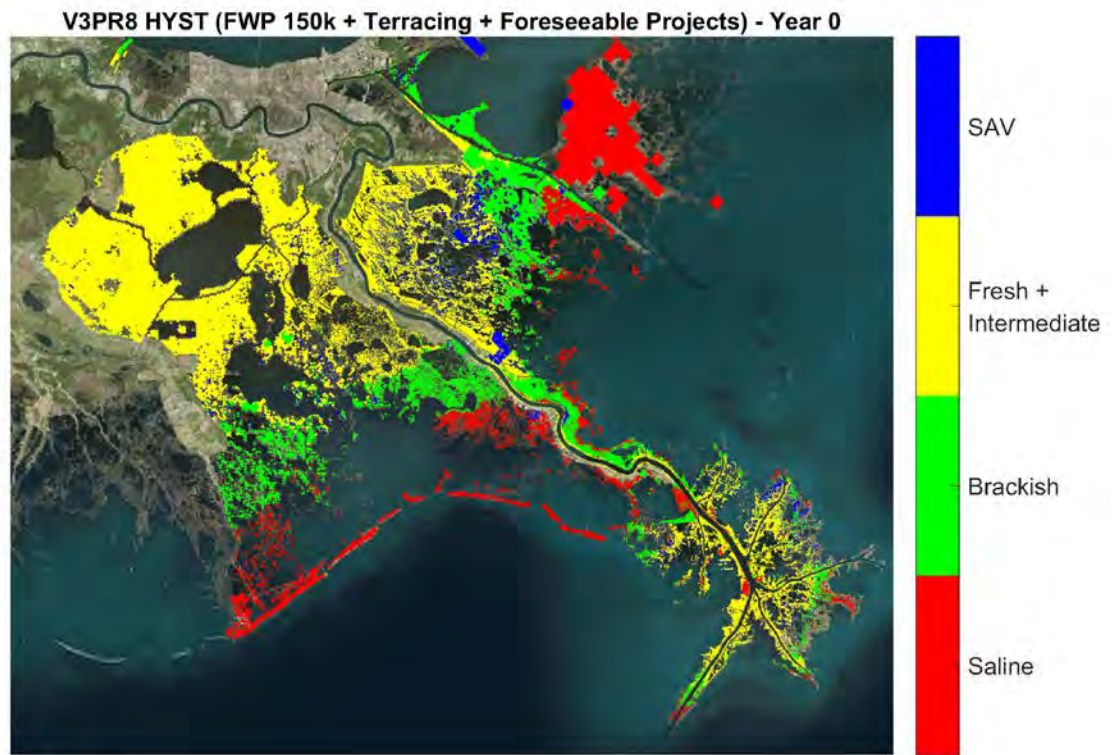 V3PR8 HYST (FWP 150k + Terracing + Foreseeable Projects) - Year 0
SAV
Fresh +
Intermediate
Brackish
Saline